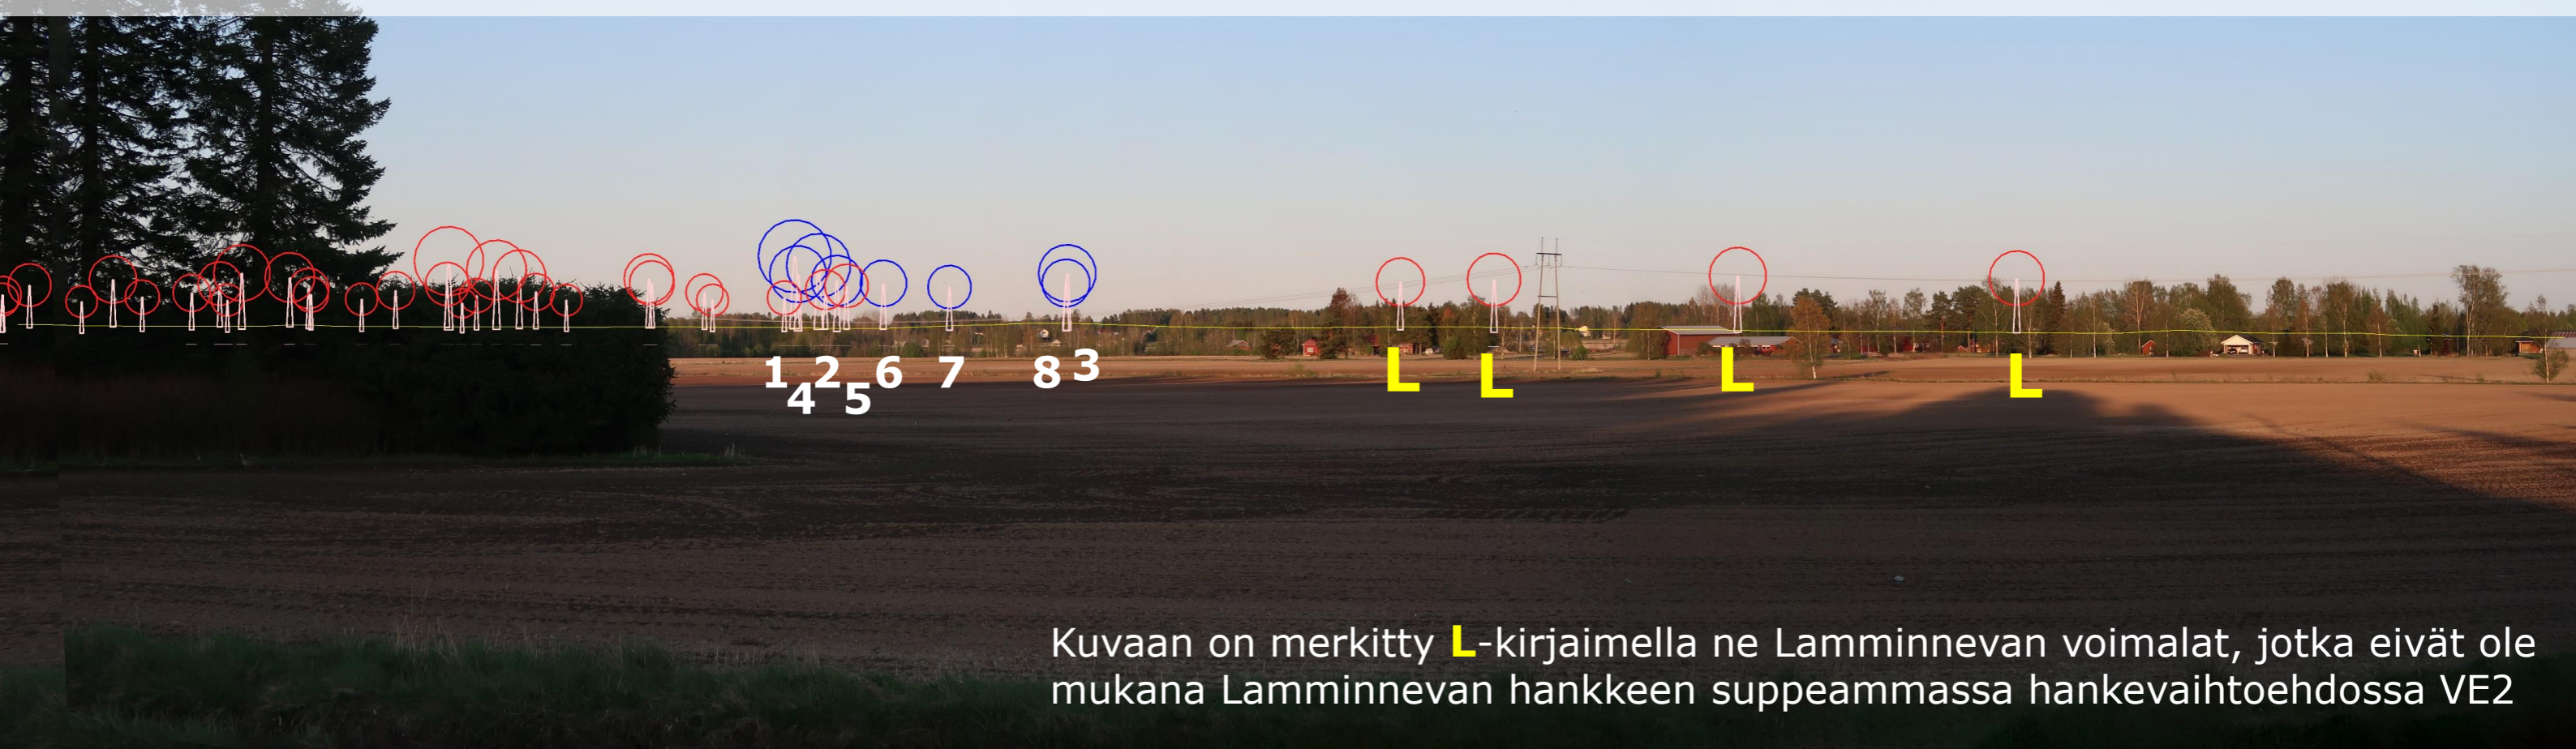 1 2 6 7 8 3
4 5
L L L L
Kuvaan on merkitty L-kirjaimella ne Lamminnevan voimalat, jotka eivät ole
mukana Lamminnevan hankkeen suppeammassa hankevaihtoehdossa VE2